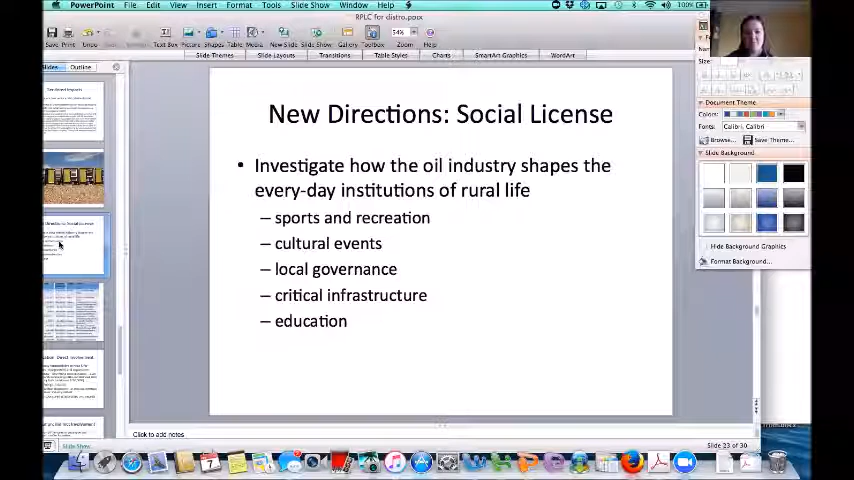 PowerPoint File Edit View Insert Format Tools Slide Show Window Help
100%
RPLC for distro.pptx
Save Print Undo Text Box Picture Shapes Table Media New Slide Slide Show Gallery Toolbox Zoom Help
54%
Slide Themes Slide Layouts Transitions Table Styles Charts SmartArt Graphics WordArt
Slides Outline
New Directions: Social License
• Investigate how the oil industry shapes the
every-day institutions of rural life
– sports and recreation
– cultural events
– local governance
– critical infrastructure
– education
Size:
Document Theme
Colors:
Fonts: Calibri, Calibri
Browse... Save Theme...
Slide Background
Hide Background Graphics
Format Background...
Click to add notes
Slide Show
Slide 23 of 30
7